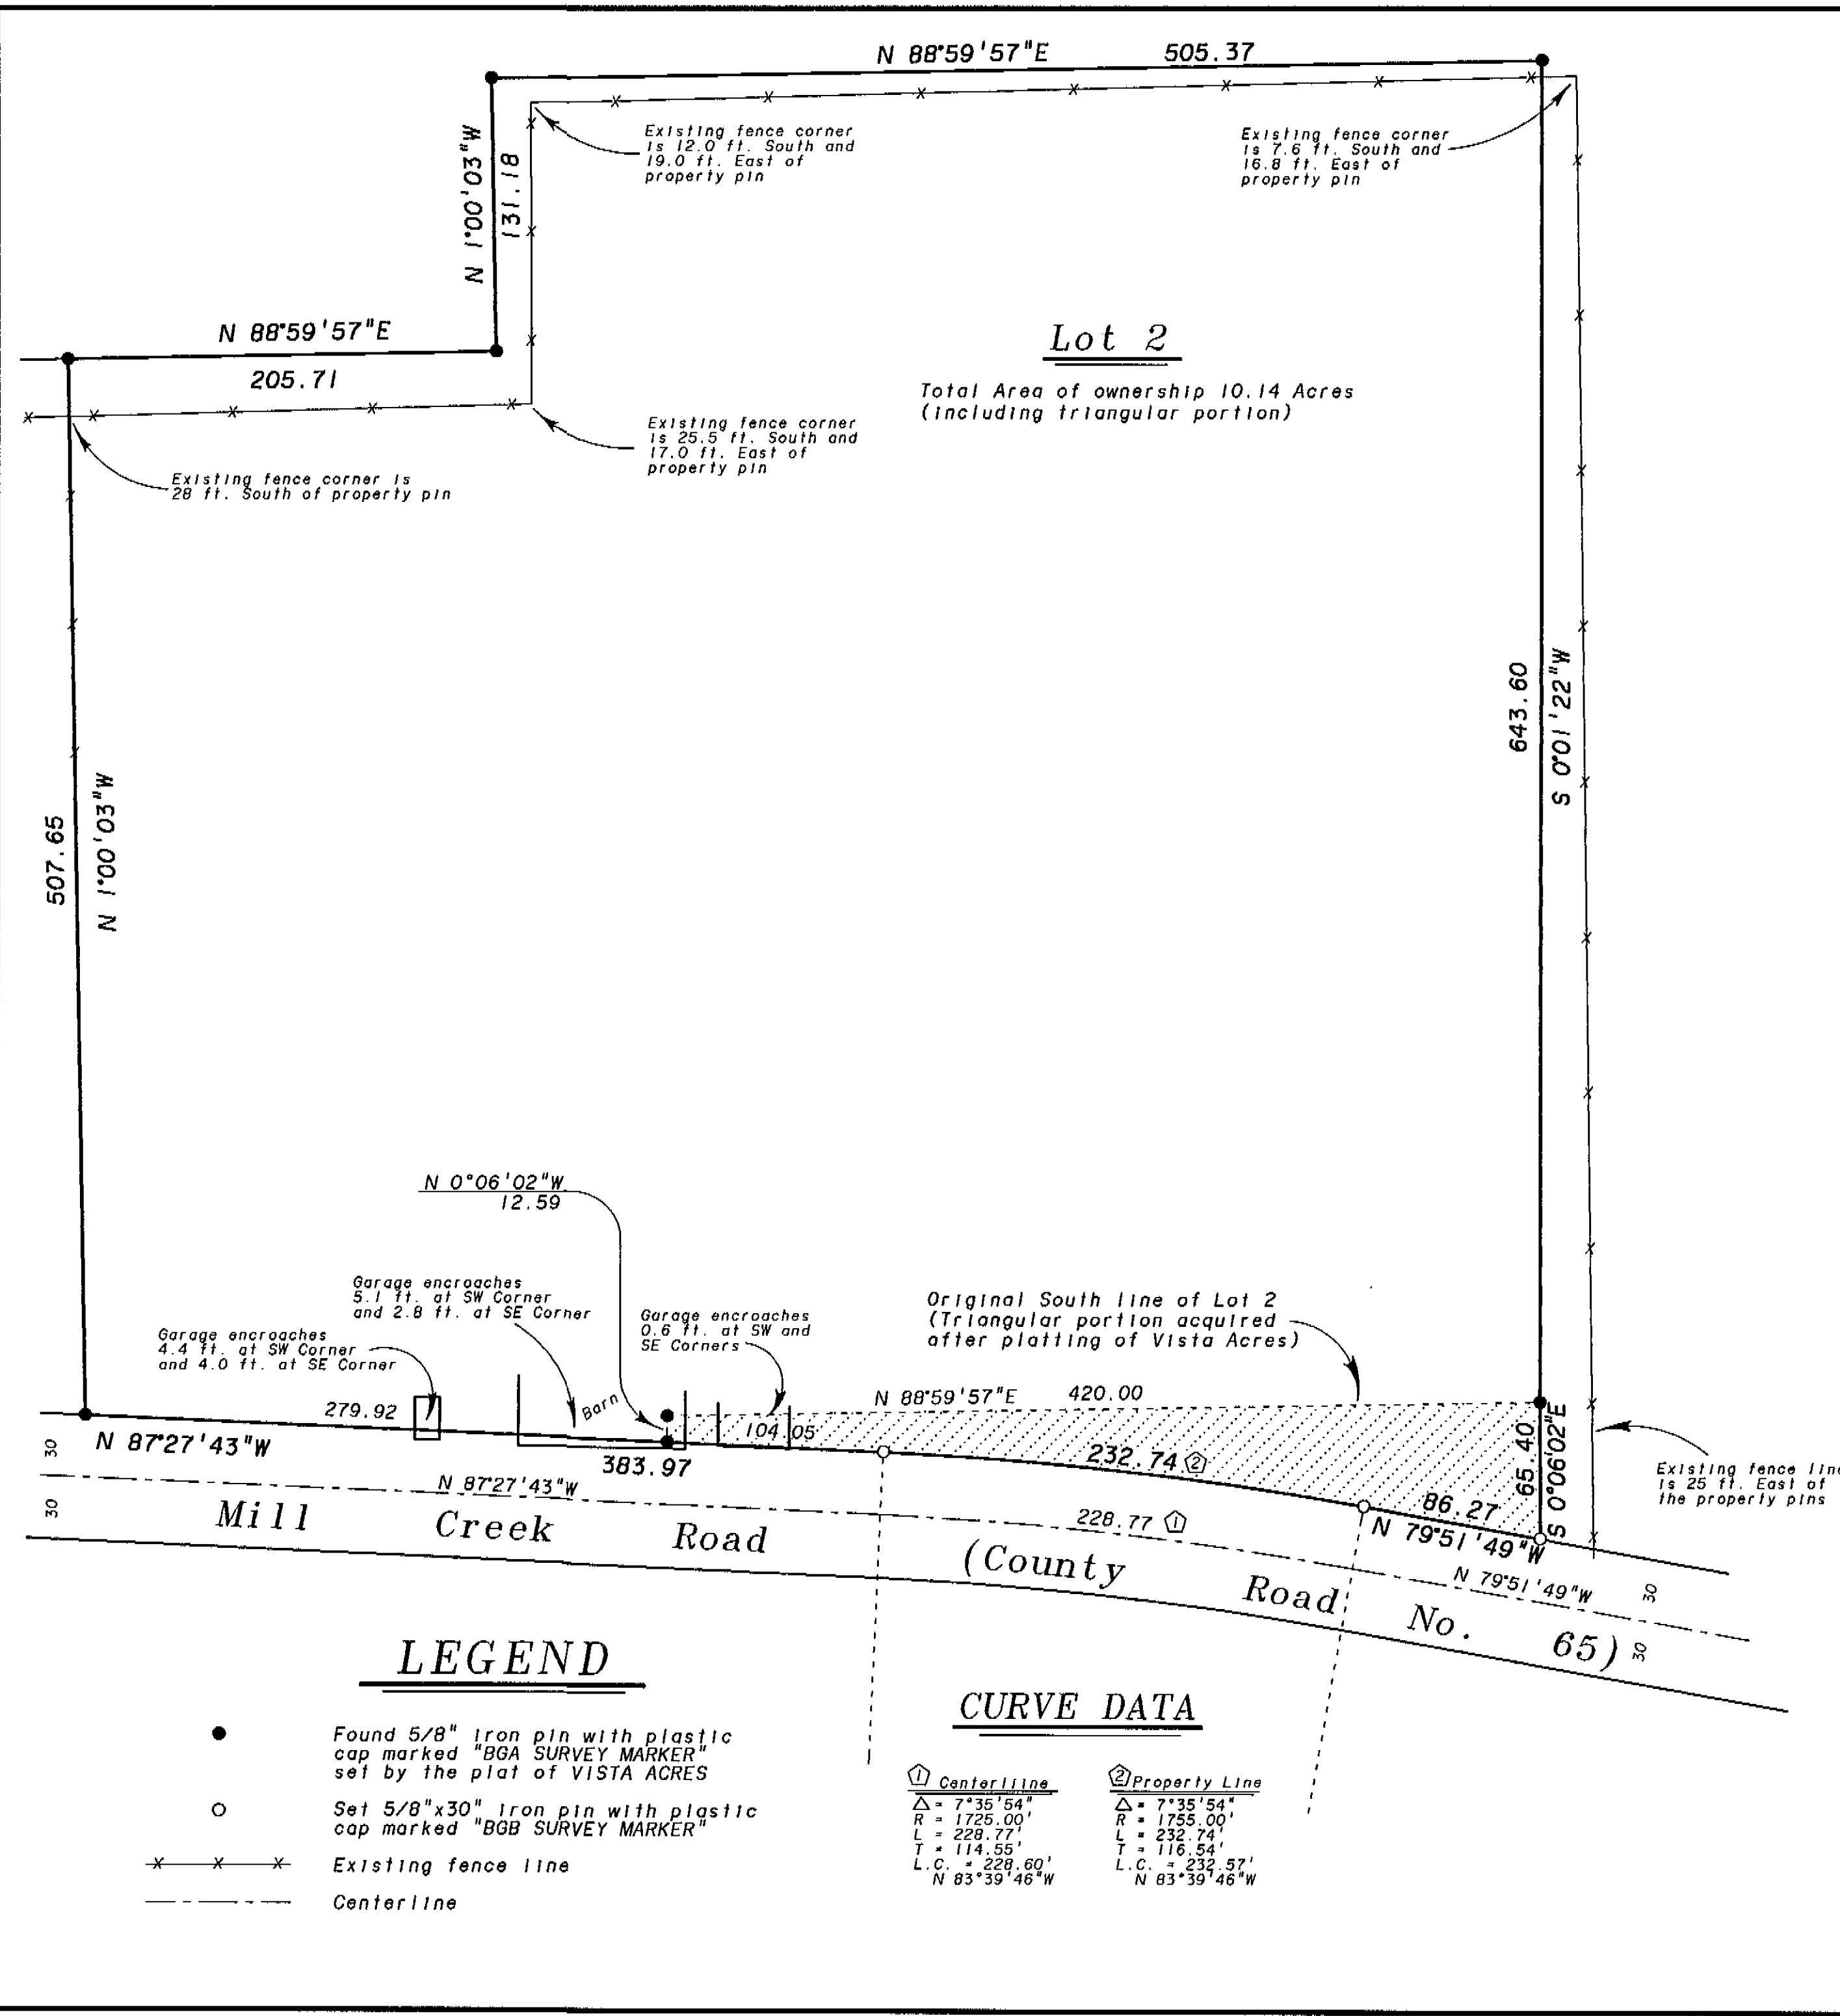 N 88°59'57"E 505.37
N 1°00'03"W
131.18
Existing fence corner
is 12.0 ft. South and
19.0 ft. East of
property pin
Existing fence corner
is 7.6 ft. South and
16.8 ft. East of
property pin
N 88°59'57"E
205.71
Lot 2
Total Area of ownership 10.14 Acres
(including triangular portion)
Existing fence corner
is 25.5 ft. South and
17.0 ft. East of
property pin
Existing fence corner is
28 ft. South of property pin
643.60
S 0°01'22"W
507.65
N 1°00'03"W
N 0°06'02"W
12.59
Garage encroaches
5.1 ft. at SW Corner
and 2.8 ft. at SE Corner
Garage encroaches
0.6 ft. at SW and
SE Corners
Original South line of Lot 2
(Triangular portion acquired
after platting of Vista Acres)
Garage encroaches
4.4 ft. at SW Corner
and 4.0 ft. at SE Corner
Barn
N 88°59'57"E 420.00
279.92
104.05
N 87°27'43"W
383.97
232.74 2
65.40
S 0°06'02"E
86.27
N 79°51'49"W
Existing fence line
is 25 ft. East of
the property pins
30
30
N 87°27'43"W
228.77 1
N 79°51'49"W
30
30
Mill Creek Road (County Road No. 65)
LEGEND
Found 5/8" iron pin with plastic
cap marked "BGA SURVEY MARKER"
set by the plat of VISTA ACRES
Set 5/8"x30" iron pin with plastic
cap marked "BGB SURVEY MARKER"
Existing fence line
Centerline
CURVE DATA
1 Centerline
Δ = 7°35'54"
R = 1725.00'
L = 228.77'
T = 114.55'
L.C. = 228.60'
N 83°39'46"W
2 Property Line
Δ = 7°35'54"
R = 1755.00'
L = 232.74'
T = 116.54'
L.C. = 232.57'
N 83°39'46"W